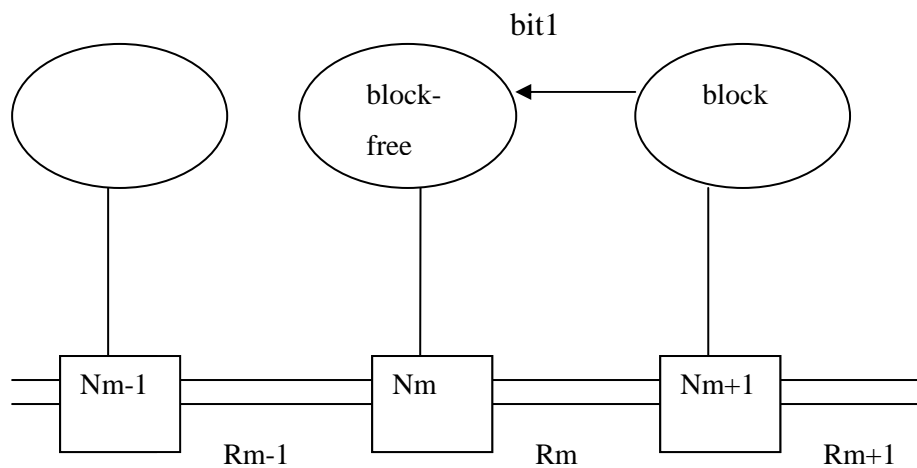 bit1
block-
free
block
Nm-1
Nm
Nm+1
Rm-1
Rm
Rm+1